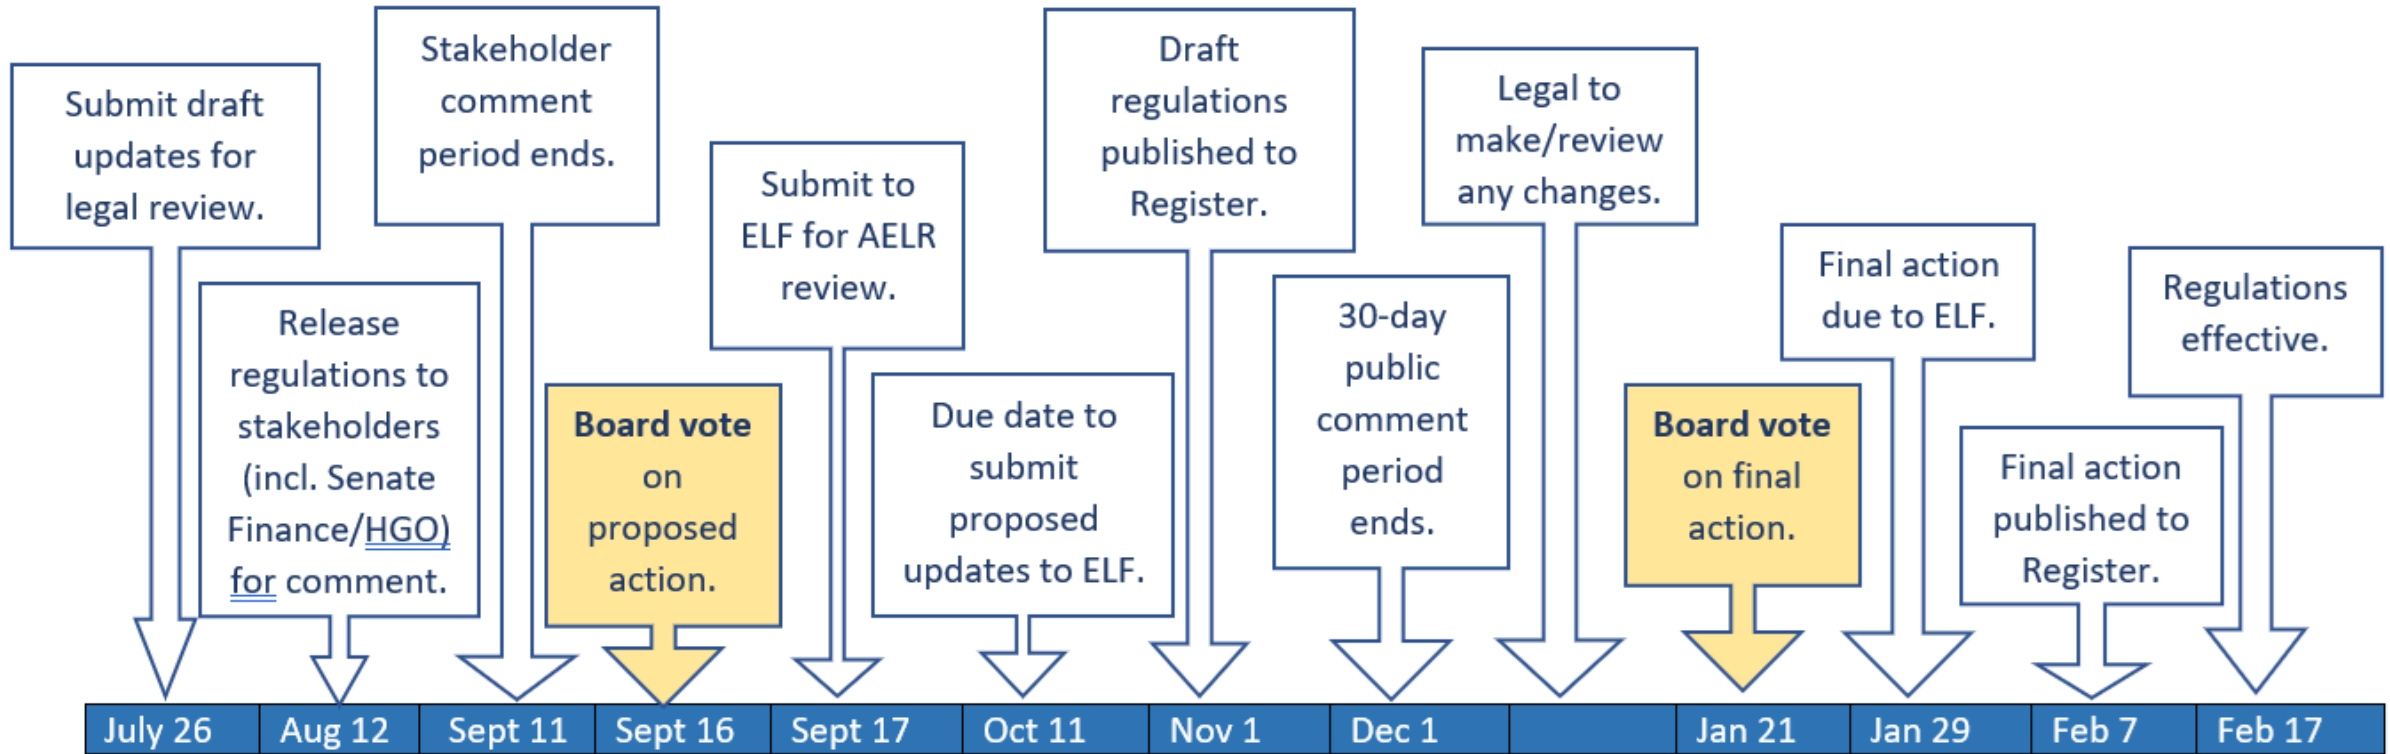 Submit draft
updates for
legal review.
Release
regulations to
stakeholders
(incl. Senate
Finance/HGO)
for comment.
Stakeholder
comment
period ends.
Board vote
on
proposed
action.
Submit to
ELF for AELR
review.
Due date to
submit
proposed
updates to ELF.
Draft
regulations
published to
Register.
30-day
public
comment
period
ends.
Legal to
make/review
any changes.
Board vote
on final
action.
Final action
due to ELF.
Final action
published to
Register.
Regulations
effective.
July 26
Aug 12
Sept 11
Sept 16
Sept 17
Oct 11
Nov 1
Dec 1
Jan 21
Jan 29
Feb 7
Feb 17